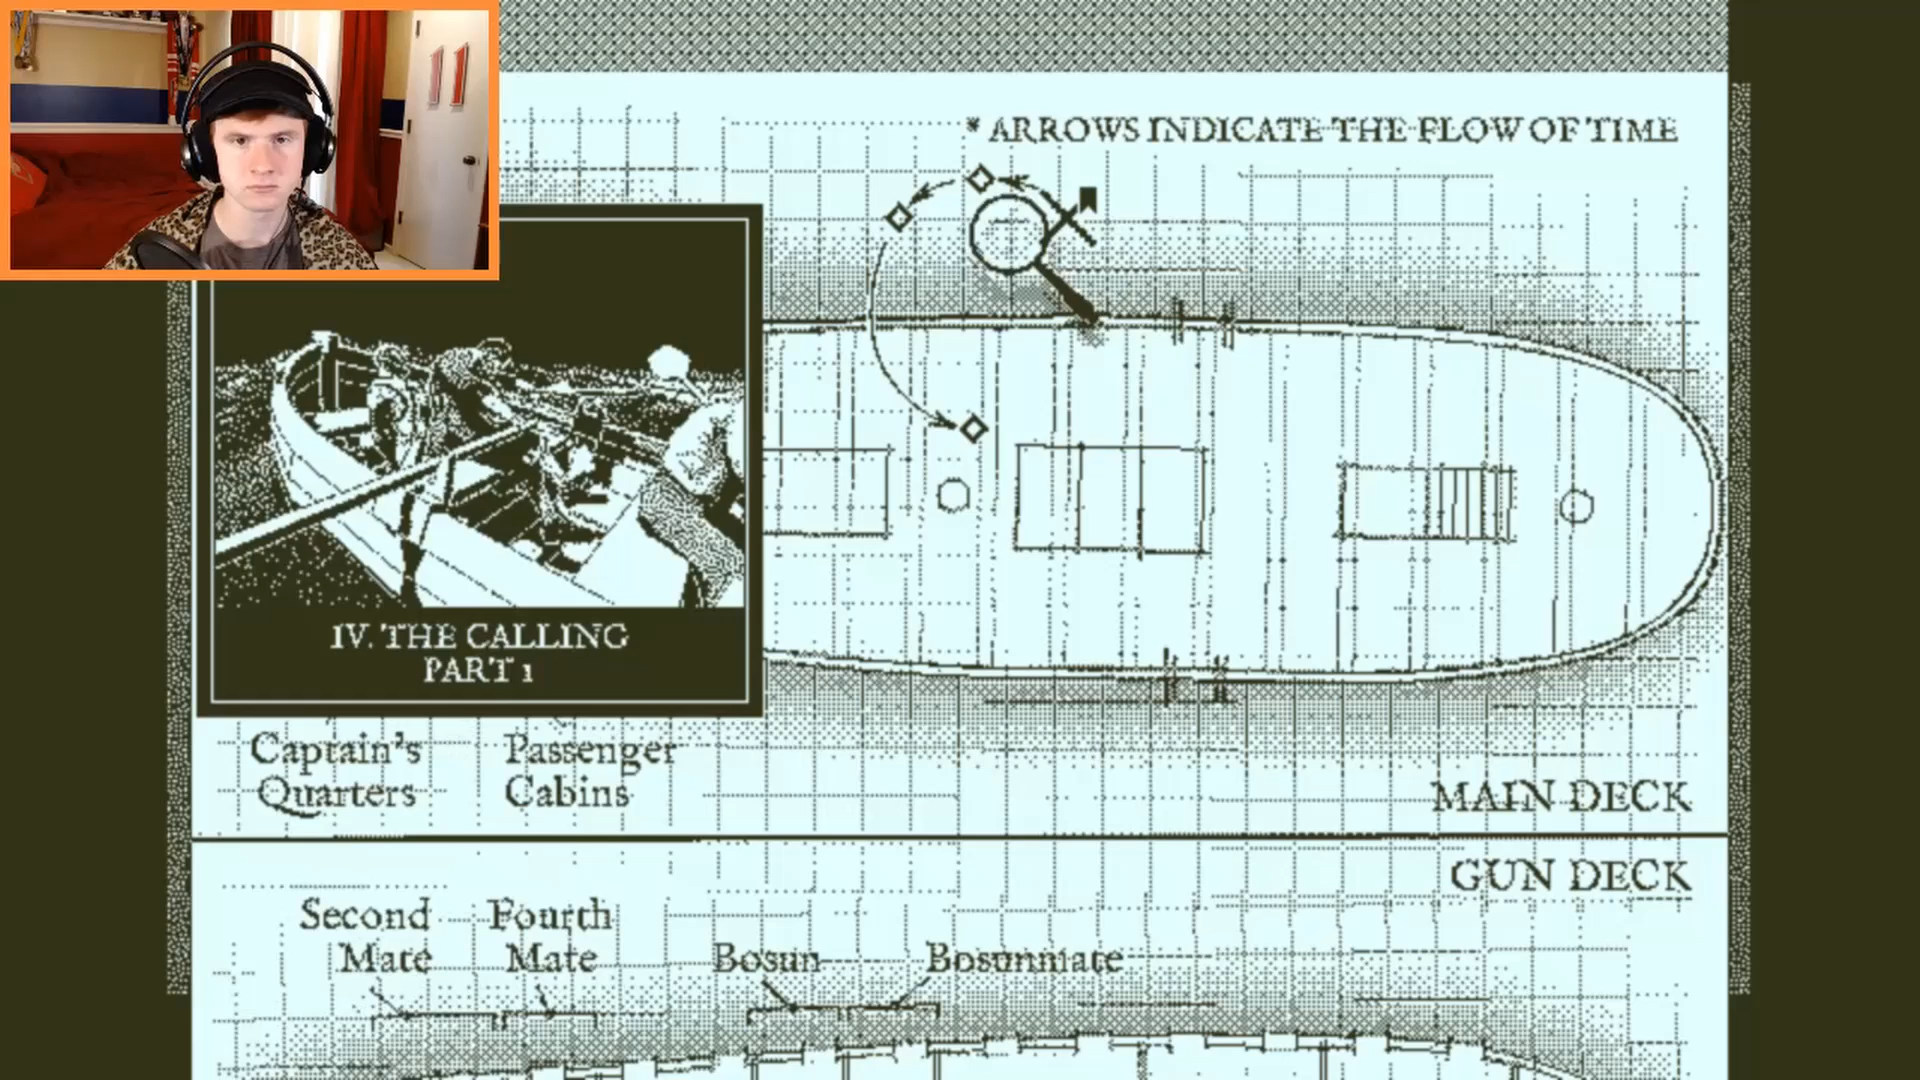 11
* ARROWS INDICATE THE FLOW OF TIME
IV. THE CALLING
PART 1
Captain's
Quarters
Passenger
Cabins
MAIN DECK
GUN DECK
Second
Mate
Fourth
Mate
Bosun
Bosunmate